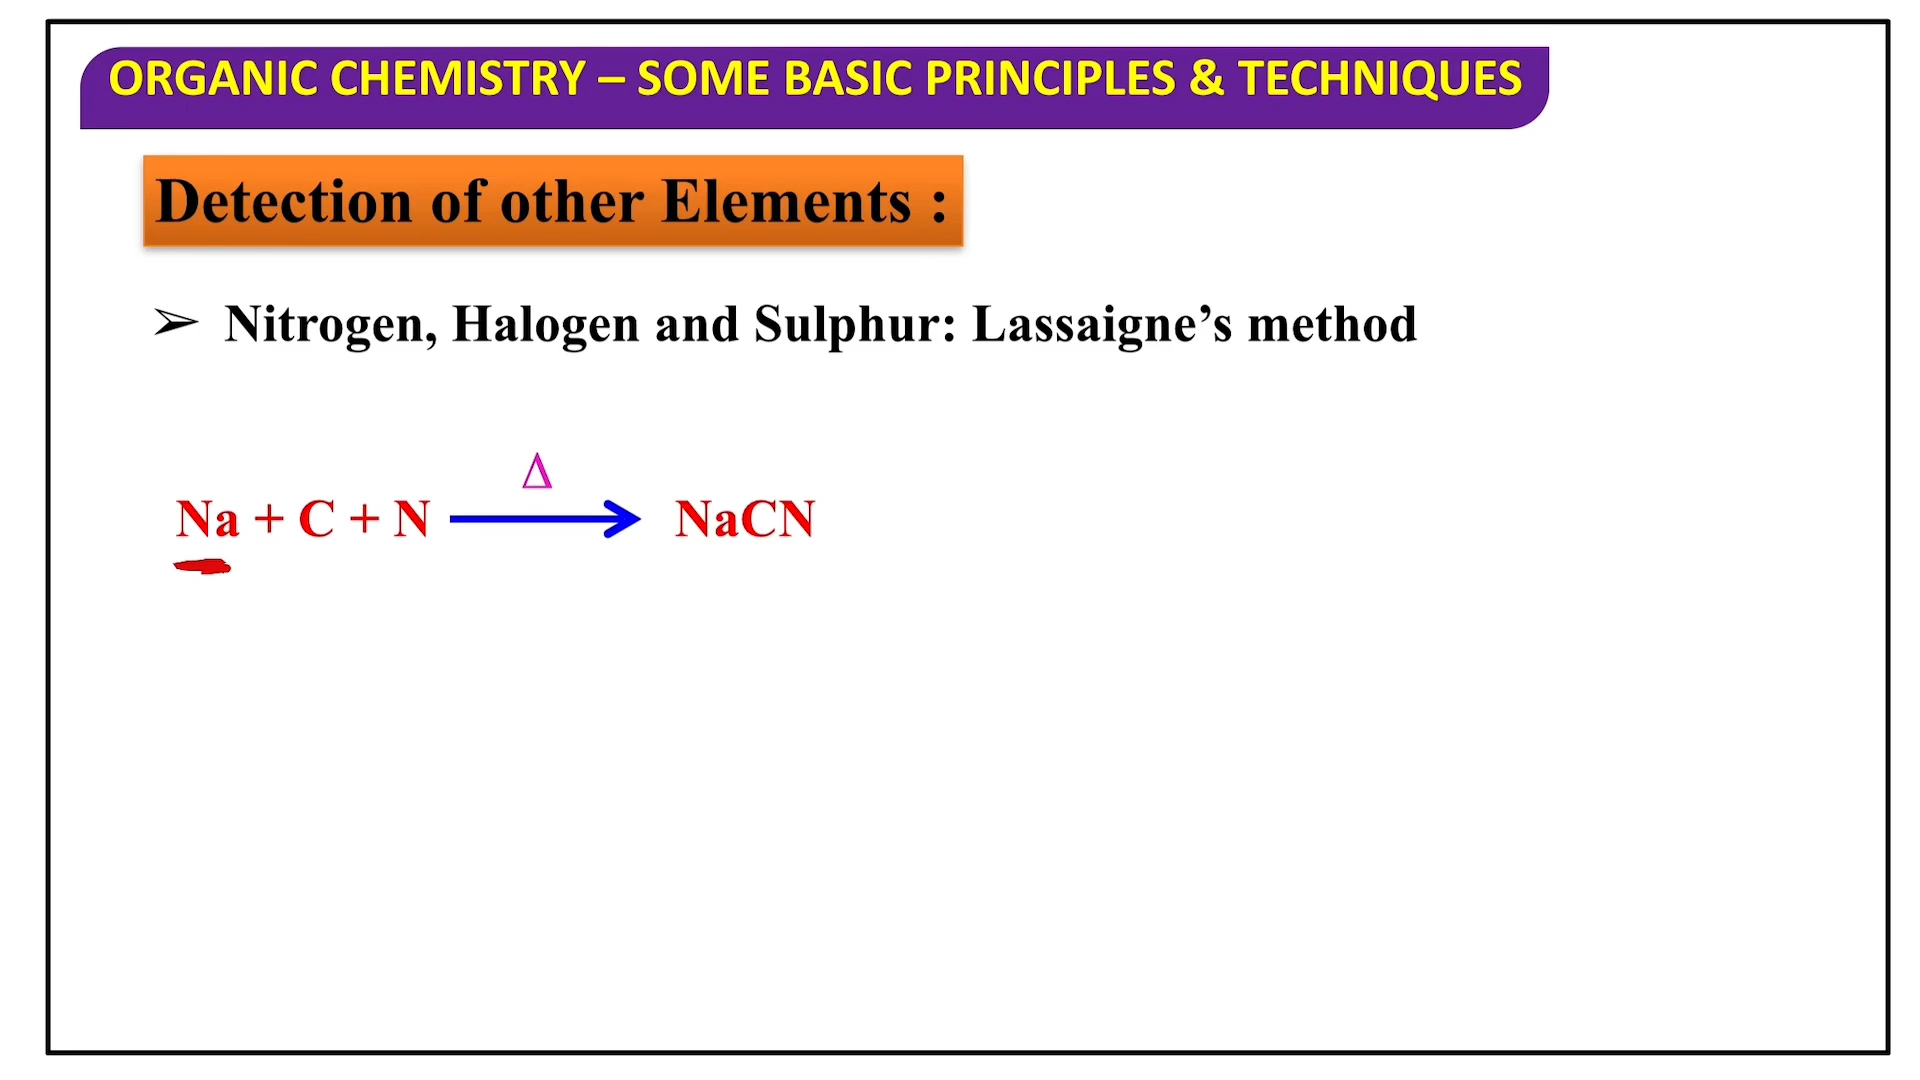 ORGANIC CHEMISTRY – SOME BASIC PRINCIPLES & TECHNIQUES
Detection of other Elements :
➢ Nitrogen, Halogen and Sulphur: Lassaigne’s method
Δ
Na + C + N ⟶ NaCN